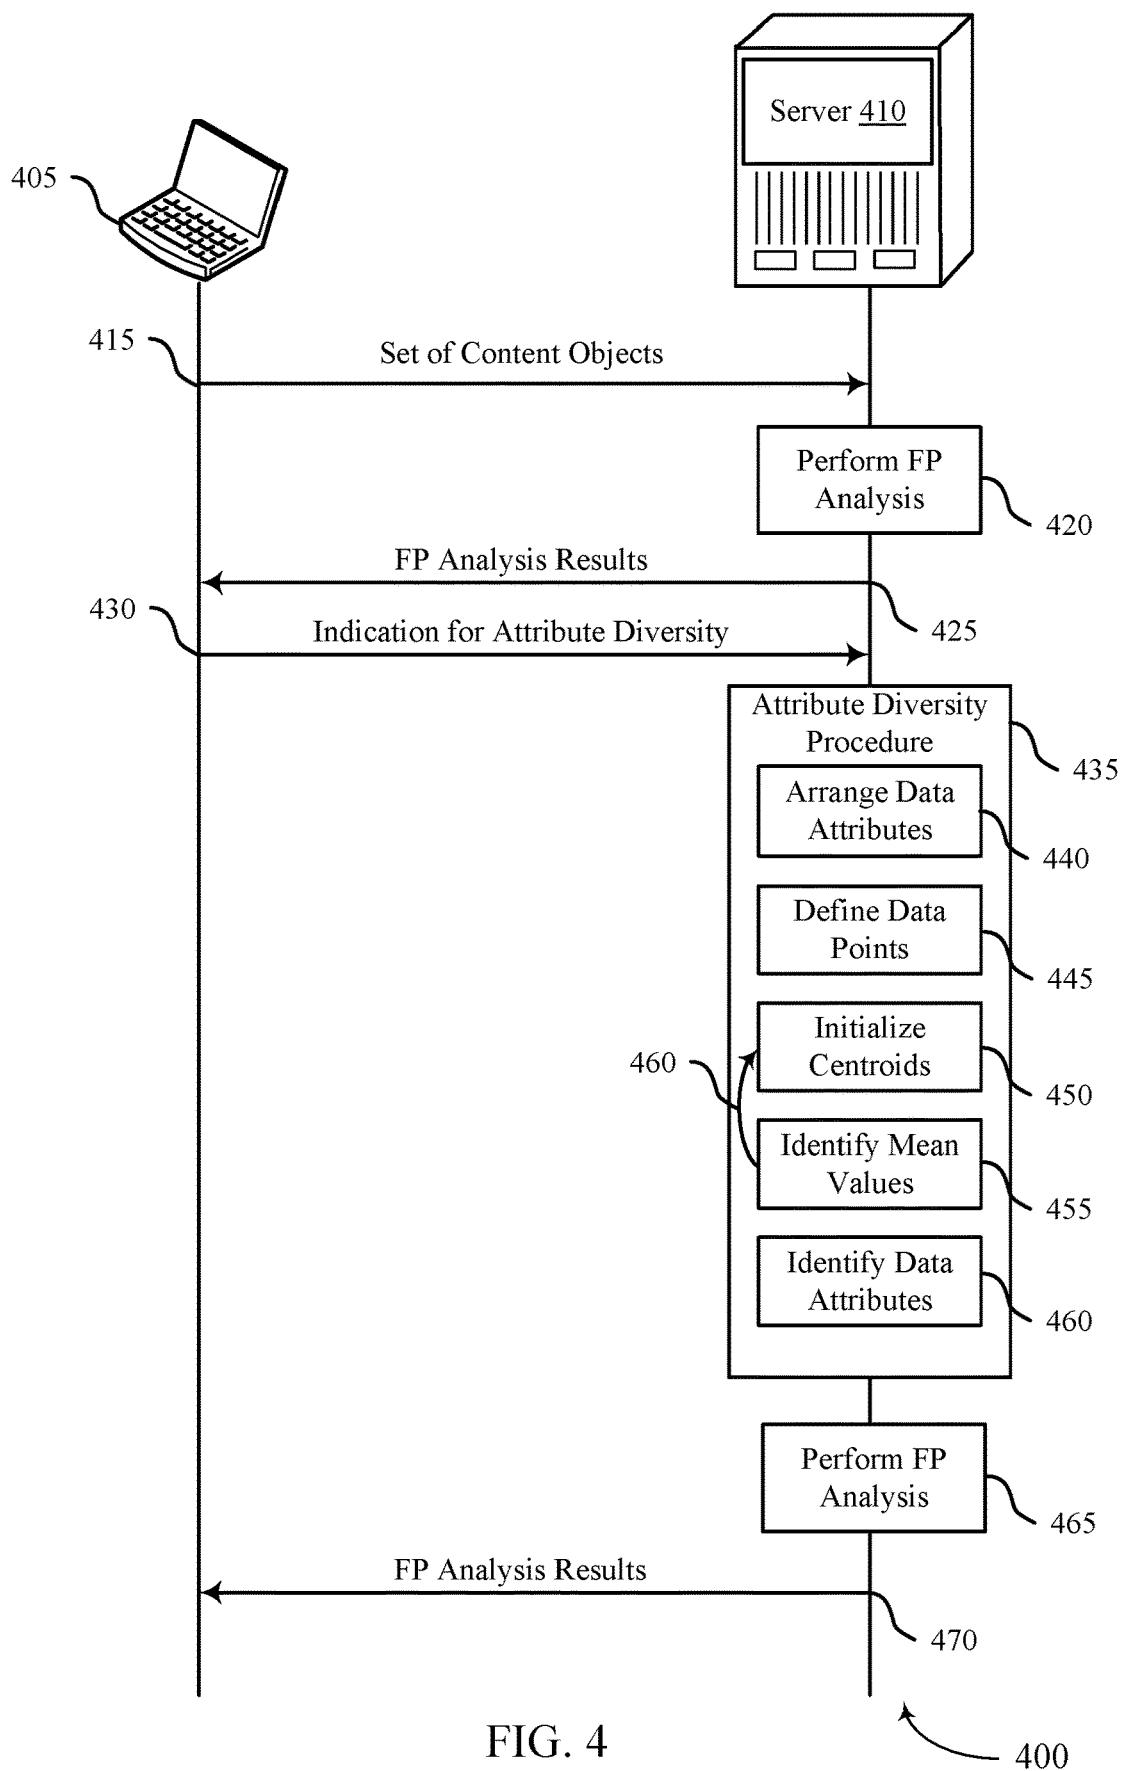 Server 410
405
415
Set of Content Objects
Perform FP
Analysis
420
FP Analysis Results
425
430
Indication for Attribute Diversity
Attribute Diversity
Procedure
435
Arrange Data
Attributes
440
Define Data
Points
445
Initialize
Centroids
450
460
Identify Mean
Values
455
Identify Data
Attributes
460
Perform FP
Analysis
465
FP Analysis Results
470
FIG. 4
400